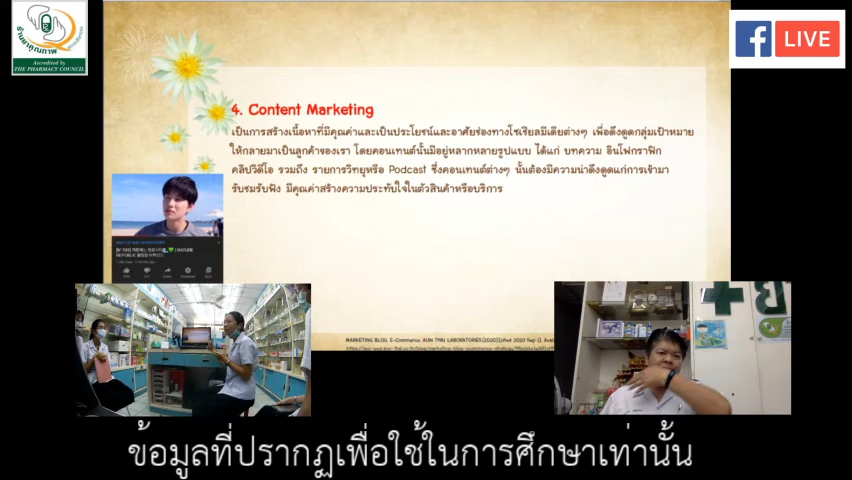 ร้านยาคุณภาพ
Accredited by
THE PHARMACY COUNCIL
LIVE
4. Content Marketing
เป็นการสร้างเนื้อหาที่มีคุณค่าและเป็นประโยชน์และอาศัยช่องทางโซเชียลมีเดียต่างๆ เพื่อดึงดูดกลุ่มเป้าหมาย
ให้กลายมาเป็นลูกค้าของเรา โดยคอนเทนต์นั้นมีอยู่หลากหลายรูปแบบ ได้แก่ บทความ อินโฟกราฟิก
คลิปวิดีโอ รวมถึง รายการวิทยุหรือ Podcast ซึ่งคอนเทนต์ต่างๆ นั้นต้องมีความน่าดึงดูดแก่การเข้ามา
รับชมรับฟัง มีคุณค่าสร้างความประทับใจในตัวสินค้าหรือบริการ
MARKETING BLOG. E-Commerce.
ย
ข้อมูลที่ปรากฏเพื่อใช้ในการศึกษาเท่านั้น